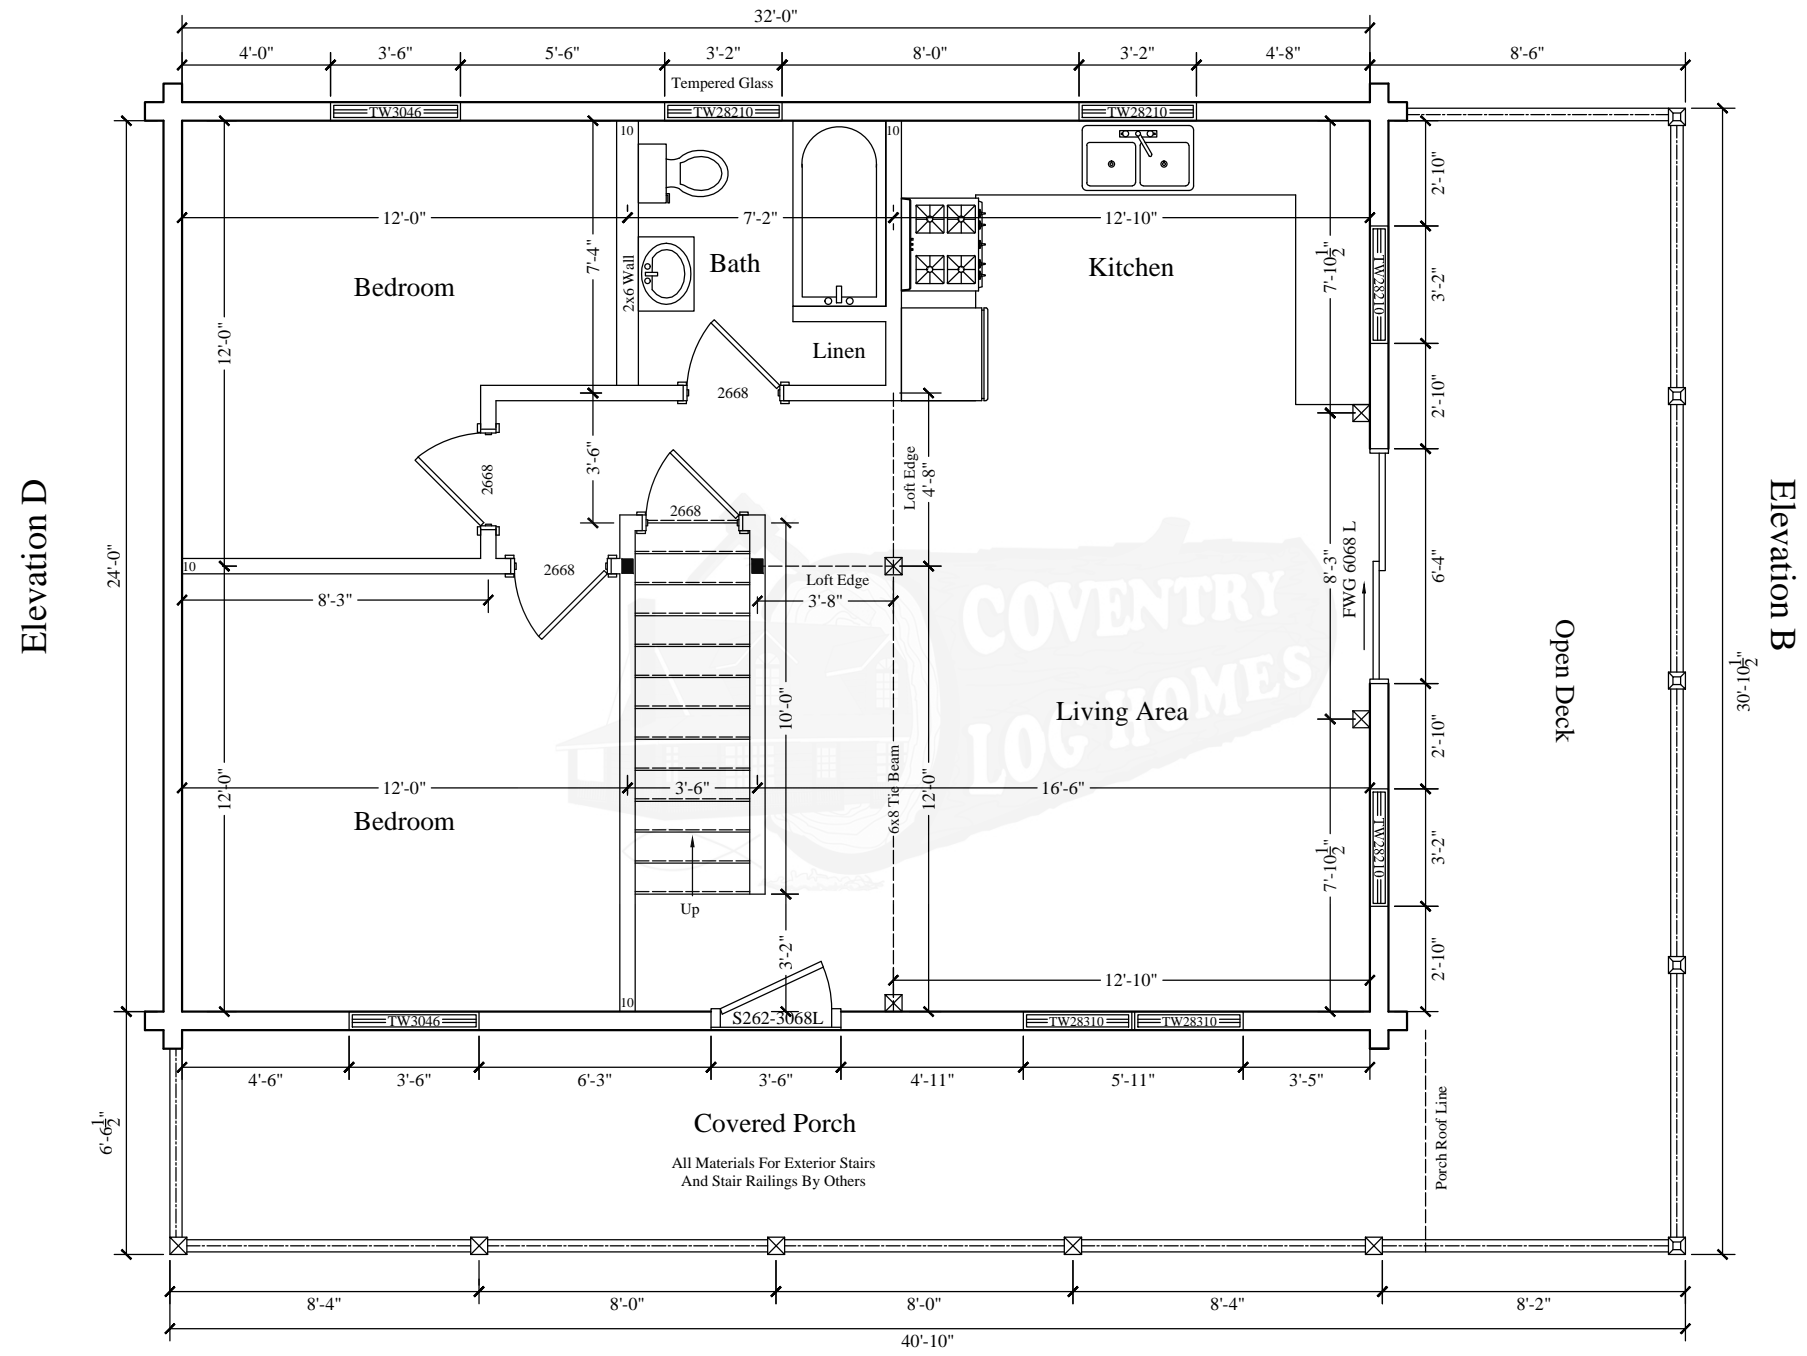 32'-0"
4'-0"
3'-6"
5'-6"
3'-2"
8'-0"
3'-2"
4'-8"
8'-6"
Tempered Glass
TW3046
TW28210
TW28210
10
10
12'-0"
7'-2"
12'-10"
7'-4"
2x6 Wall
Bath
Kitchen
Bedroom
7'-10 1/2"
2'-10"
3'-2"
TW28210
2'-10"
12'-0"
Linen
2668
2668
3'-6"
2668
Loft Edge
4'-8"
Elevation D
24'-0"
10
2668
8'-3"
Loft Edge
3'-8"
8'-3"
FWG 6068 L
6'-4"
Elevation B
Open Deck
30'-10 1/2"
COVENTRY
LOG HOMES
Living Area
10'-0"
12'-0"
12'-0"
3'-6"
16'-6"
6x8 Tie Beam
12'-0"
Bedroom
2'-10"
7'-10 1/2"
TW28210
3'-2"
2'-10"
Up
3'-2"
12'-10"
10
TW3046
S262-3068L
TW28310
TW28310
4'-6"
3'-6"
6'-3"
3'-6"
4'-11"
5'-11"
3'-5"
6'-6 1/2"
Covered Porch
All Materials For Exterior Stairs
And Stair Railings By Others
Porch Roof Line
8'-4"
8'-0"
8'-0"
8'-4"
8'-2"
40'-10"